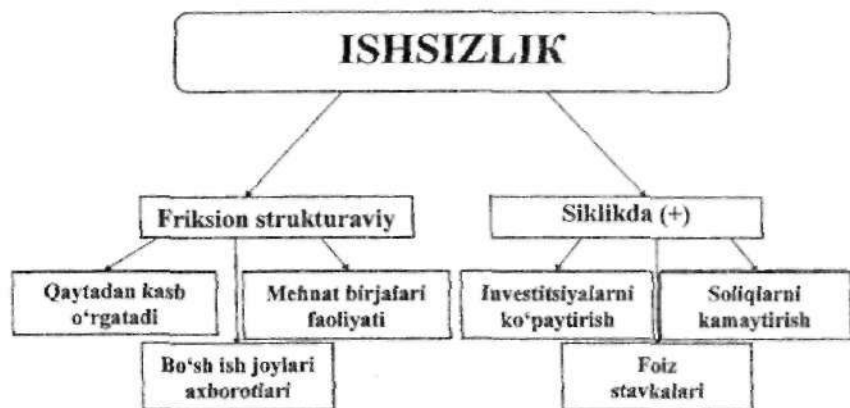 ISHSIZLIK
Friksion strukturaviy
Siklikda (+)
Qaytadan kasb
o‘rgatadi
Mehnat birjalari
faoliyati
Investitsiyalarni
ko‘paytirish
Soliqlarni
kamaytirish
Bo‘sh ish joylari
axborotlari
Foiz
stavkalari